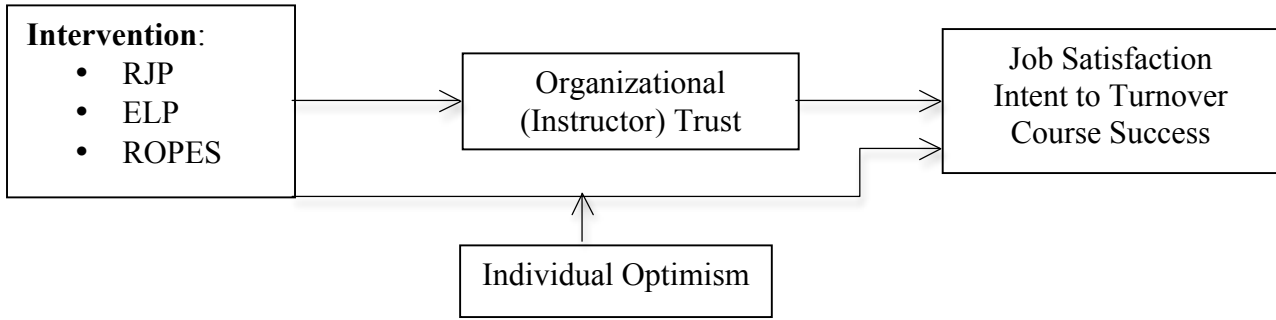 Intervention:
• RJP
• ELP
• ROPES
Organizational
(Instructor) Trust
Job Satisfaction
Intent to Turnover
Course Success
Individual Optimism